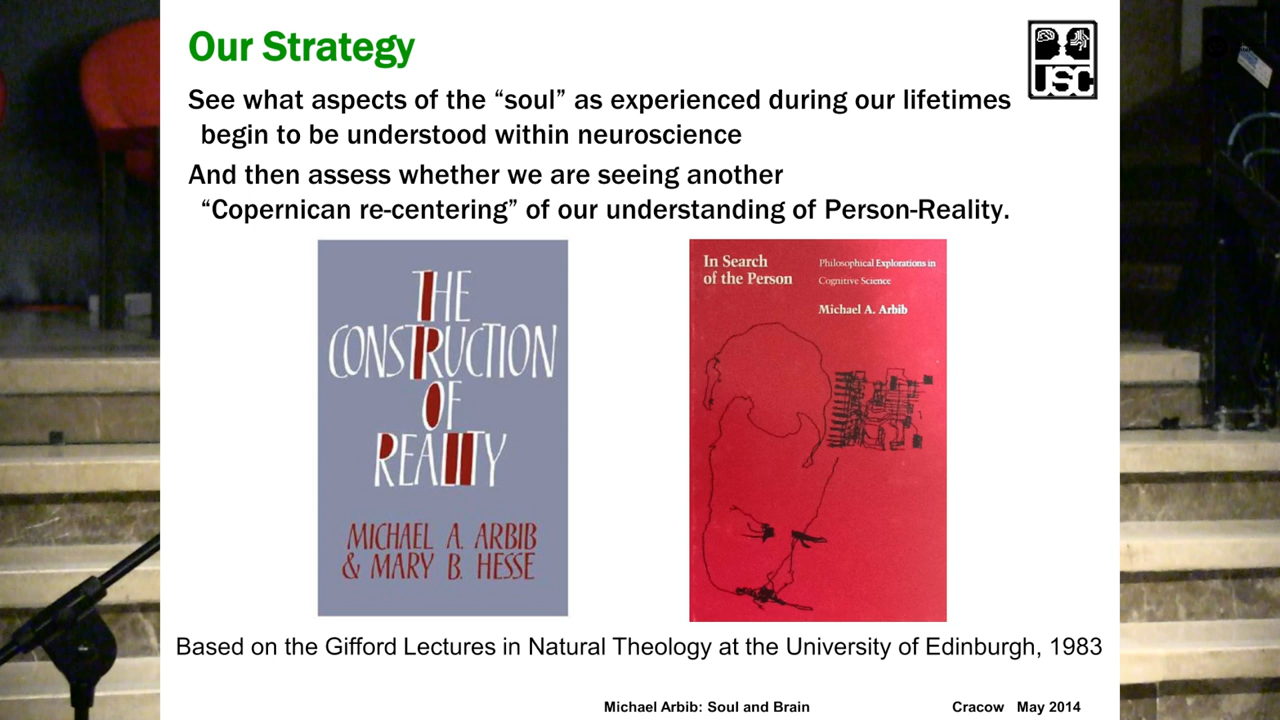 Our Strategy
USC
See what aspects of the “soul” as experienced during our lifetimes
begin to be understood within neuroscience
And then assess whether we are seeing another
“Copernican re-centering” of our understanding of Person-Reality.
THE
CONSTRUCTION
OF
REALITY
MICHAEL A. ARBIB
& MARY B. HESSE
In Search
of the Person
Philosophical Explorations in
Cognitive Science
Michael A. Arbib
Based on the Gifford Lectures in Natural Theology at the University of Edinburgh, 1983
Michael Arbib: Soul and Brain
Cracow May 2014